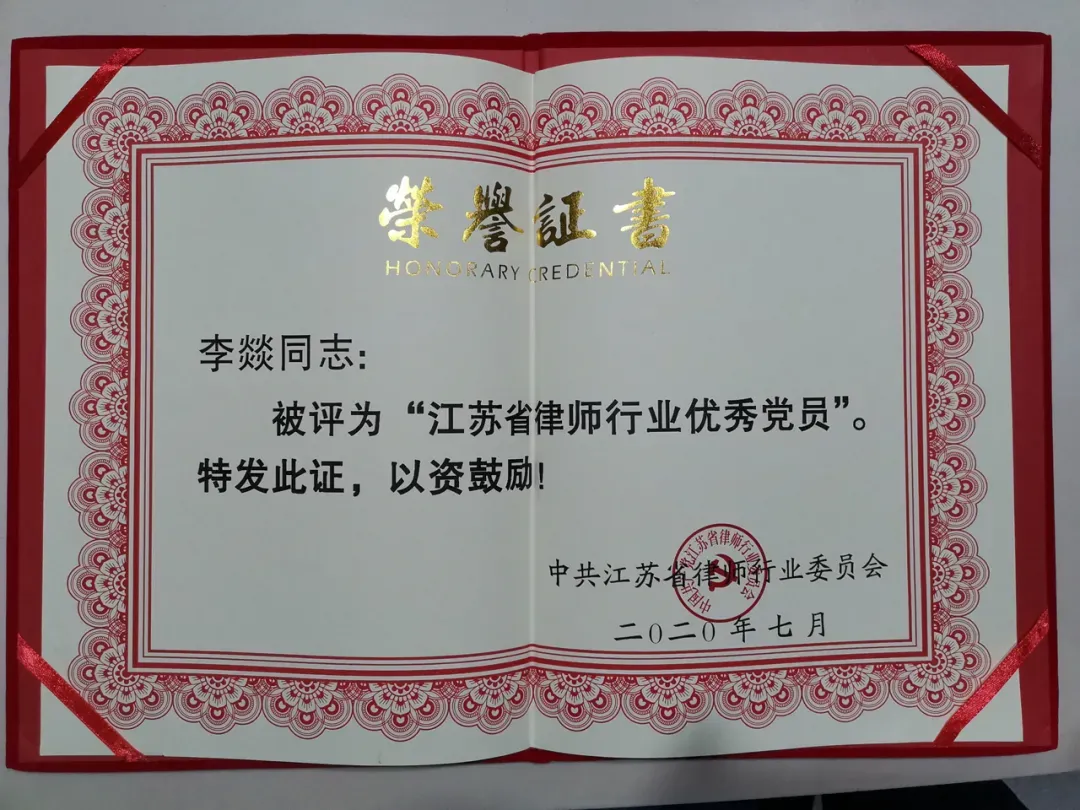 榮譽証書
HONORARY CREDENTIAL
李燚同志:
被评为“江苏省律师行业优秀党员”。
特发此证，以资鼓励!
中共江苏省律师行业委员会
二〇二〇年七月